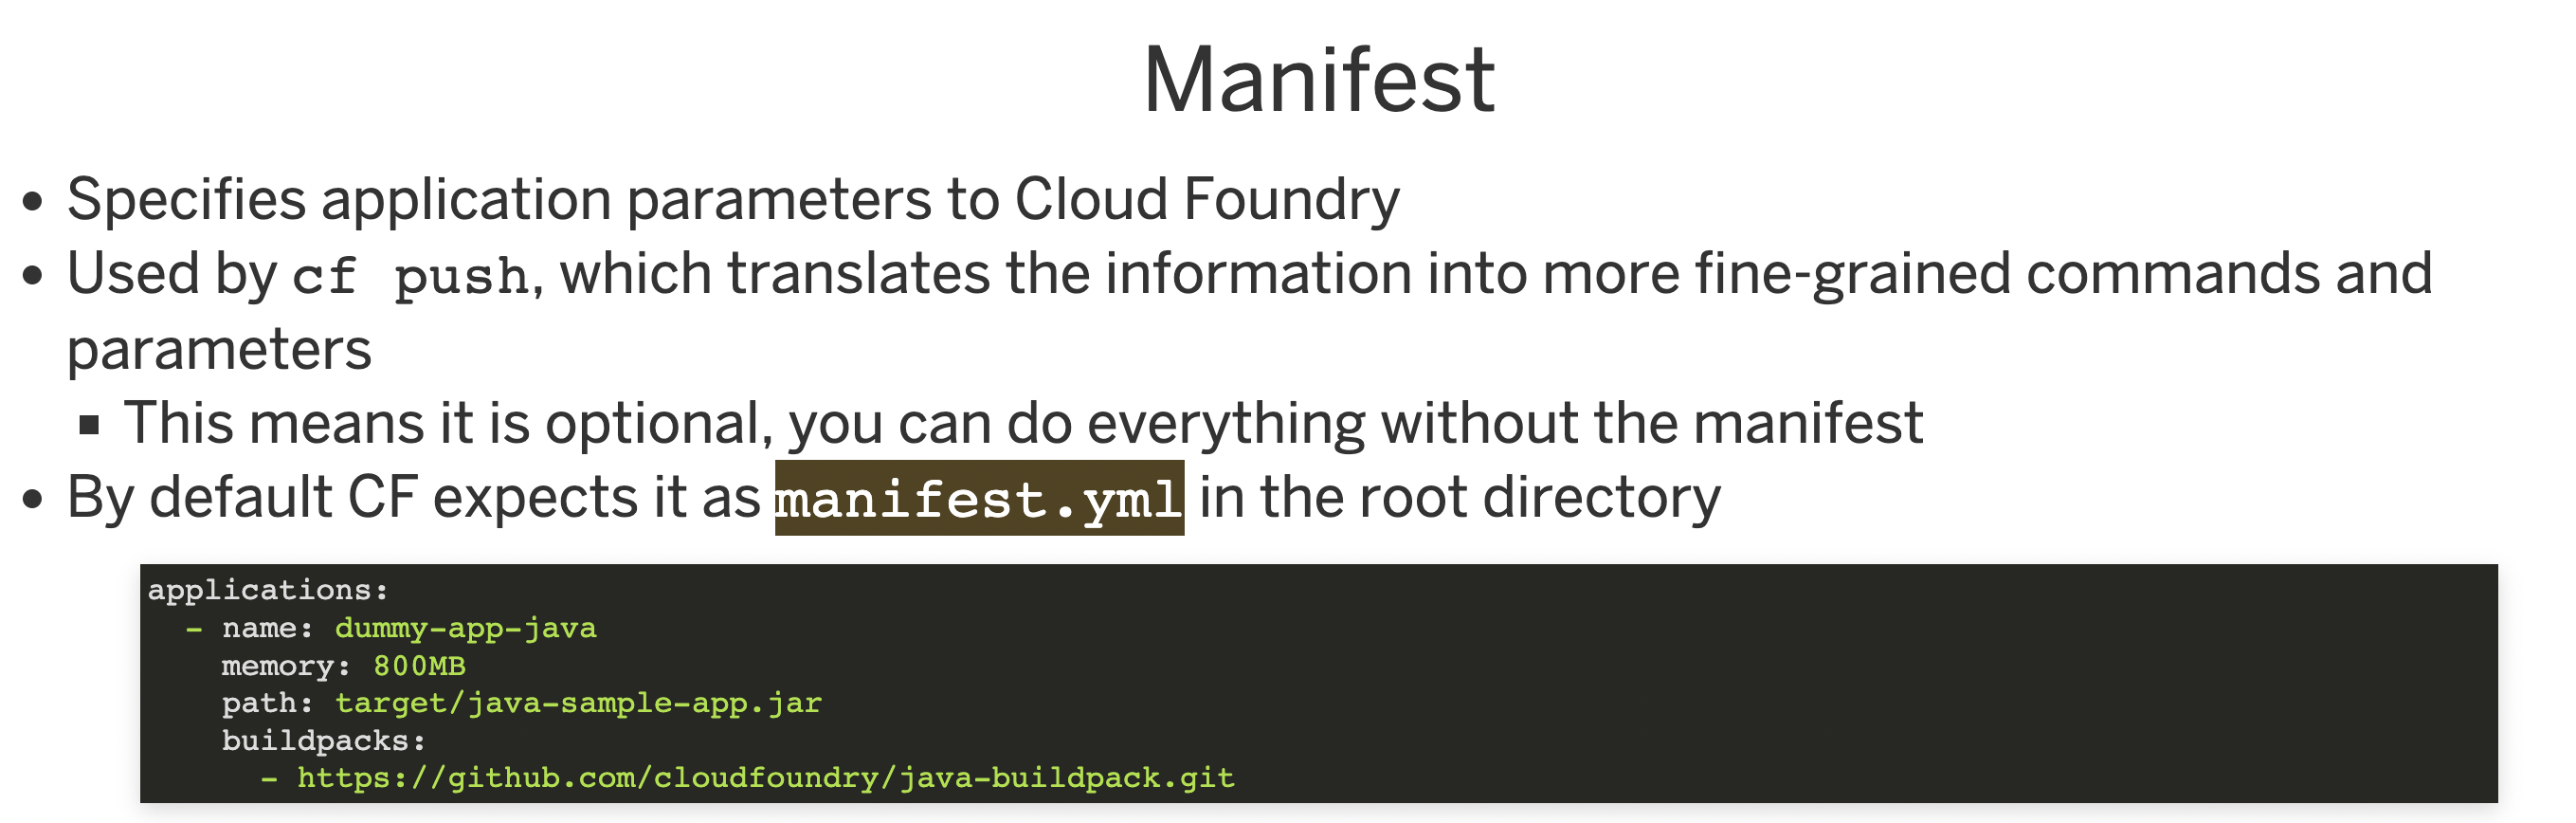 Manifest
• Specifies application parameters to Cloud Foundry
• Used by cf push, which translates the information into more fine-grained commands and
parameters
▪ This means it is optional, you can do everything without the manifest
• By default CF expects it as manifest.yml in the root directory
applications:
  - name: dummy-app-java
    memory: 800MB
    path: target/java-sample-app.jar
    buildpacks:
      - https://github.com/cloudfoundry/java-buildpack.git